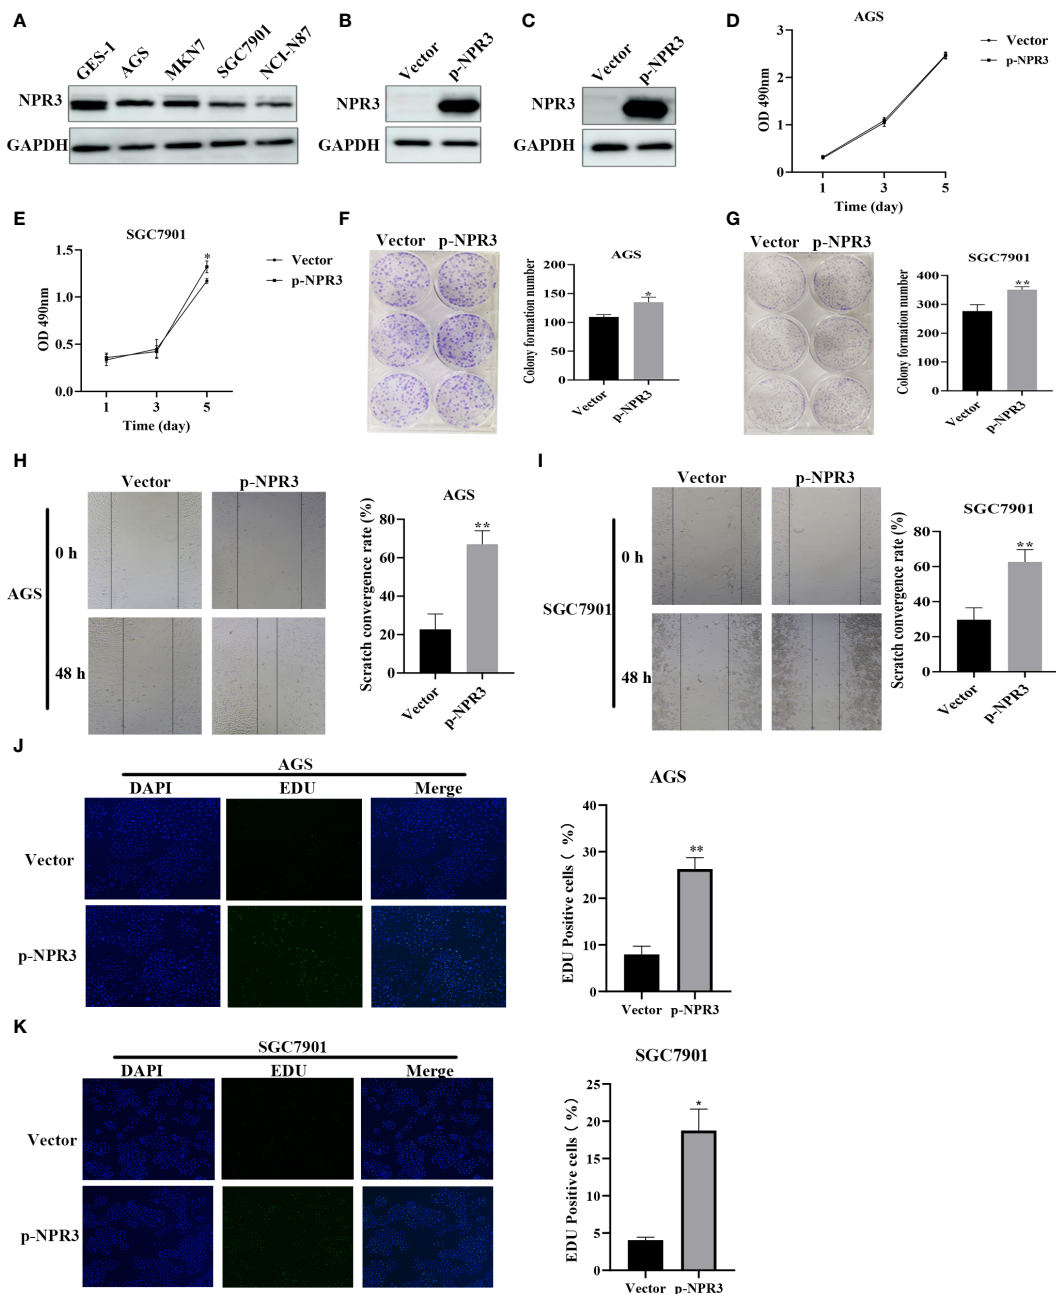 A
GES-1 AGS MKN7 SGC7901 NCI-N87
NPR3
GAPDH
B
Vector p-NPR3
NPR3
GAPDH
C
Vector p-NPR3
NPR3
GAPDH
D
AGS
OD 490nm
3
2
1
0
1 3 5
Time (day)
Vector
p-NPR3
E
SGC7901
OD 490nm
1.5
1.0
0.5
0.0
*
1 3 5
Time (day)
Vector
p-NPR3
F
Vector p-NPR3
AGS
Colony formation number
200
150
100
50
0
*
Vector p-NPR3
G
Vector p-NPR3
SGC7901
Colony formation number
400
300
200
100
0
**
Vector p-NPR3
H
Vector p-NPR3
AGS
0 h
48 h
AGS
Scratch convergence rate (%)
80
60
40
20
0
**
Vector p-NPR3
I
Vector p-NPR3
SGC7901
0 h
48 h
SGC7901
Scratch convergence rate (%)
80
60
40
20
0
**
Vector p-NPR3
J
AGS
DAPI EDU Merge
Vector
p-NPR3
AGS
EDU Positive cells ( %)
40
30
20
10
0
**
Vector p-NPR3
K
SGC7901
DAPI EDU Merge
Vector
p-NPR3
SGC7901
EDU Positive cells ( %)
25
20
15
10
5
0
*
Vector p-NPR3